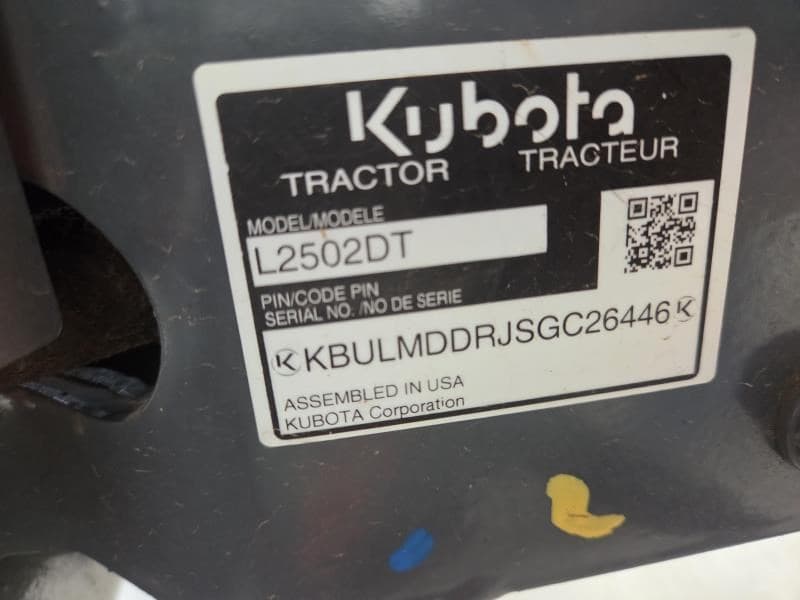 Kubota
TRACTOR TRACTEUR
MODEL/MODELE
L2502DT
PIN/CODE PIN
SERIAL NO. /NO DE SERIE
KBULMDDRJSGC26446
ASSEMBLED IN USA
KUBOTA Corporation